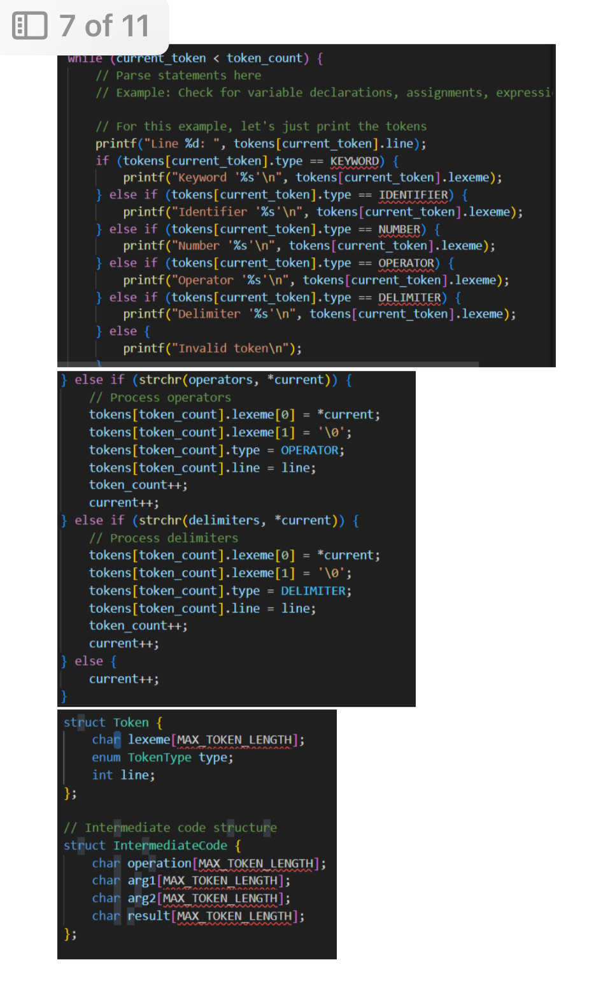 7 of 11
while (current_token < token_count) {
// Parse statements here
// Example: Check for variable declarations, assignments,
// For this example, let's just print the tokens
printf("Line %d: ", tokens[current_token].line);
if (tokens[current_token].type == KEYWORD) {
printf("Keyword '%s'\n", tokens[current_token].lexeme);
} else if (tokens[current_token].type == IDENTIFIER) {
printf("Identifier '%s'\n", tokens[current_token].lexeme);
} else if (tokens[current_token].type == NUMBER) {
printf("Number '%s'\n", tokens[current_token].lexeme);
} else if (tokens[current_token].type == OPERATOR) {
printf("Operator '%s'\n", tokens[current_token].lexeme);
} else if (tokens[current_token].type == DELIMITER) {
printf("Delimiter '%s'\n", tokens[current_token].lexeme);
} else {
printf("Invalid token\n");
}
} else if (strchr(operators, *current)) {
// Process operators
tokens[token_count].lexeme[0] = *current;
tokens[token_count].lexeme[1] = '\0';
tokens[token_count].type = OPERATOR;
tokens[token_count].line = line;
token_count++;
current++;
} else if (strchr(delimiters, *current)) {
// Process delimiters
tokens[token_count].lexeme[0] = *current;
tokens[token_count].lexeme[1] = '\0';
tokens[token_count].type = DELIMITER;
tokens[token_count].line = line;
token_count++;
current++;
} else {
current++;
}
struct Token {
char lexeme[MAX_TOKEN_LENGTH];
enum TokenType type;
int line;
};
// Intermediate code structure
struct IntermediateCode {
char operation[MAX_TOKEN_LENGTH];
char arg1[MAX_TOKEN_LENGTH];
char arg2[MAX_TOKEN_LENGTH];
char result[MAX_TOKEN_LENGTH];
};